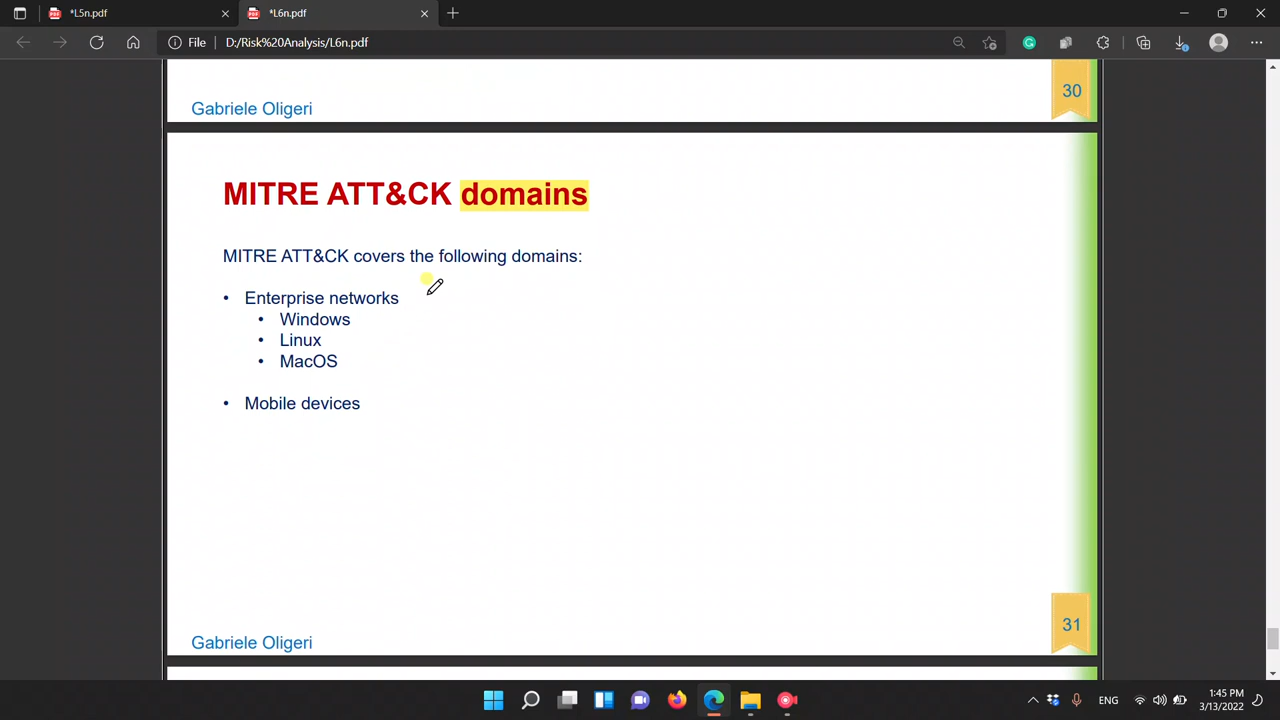 *L5n.pdf
*L6n.pdf
File
D:/Risk%20Analysis/L6n.pdf
Gabriele Oligeri
30
MITRE ATT&CK domains
MITRE ATT&CK covers the following domains:
• Enterprise networks
• Windows
• Linux
• MacOS
• Mobile devices
Gabriele Oligeri
31
ENG
1:45 PM
3/13/2022